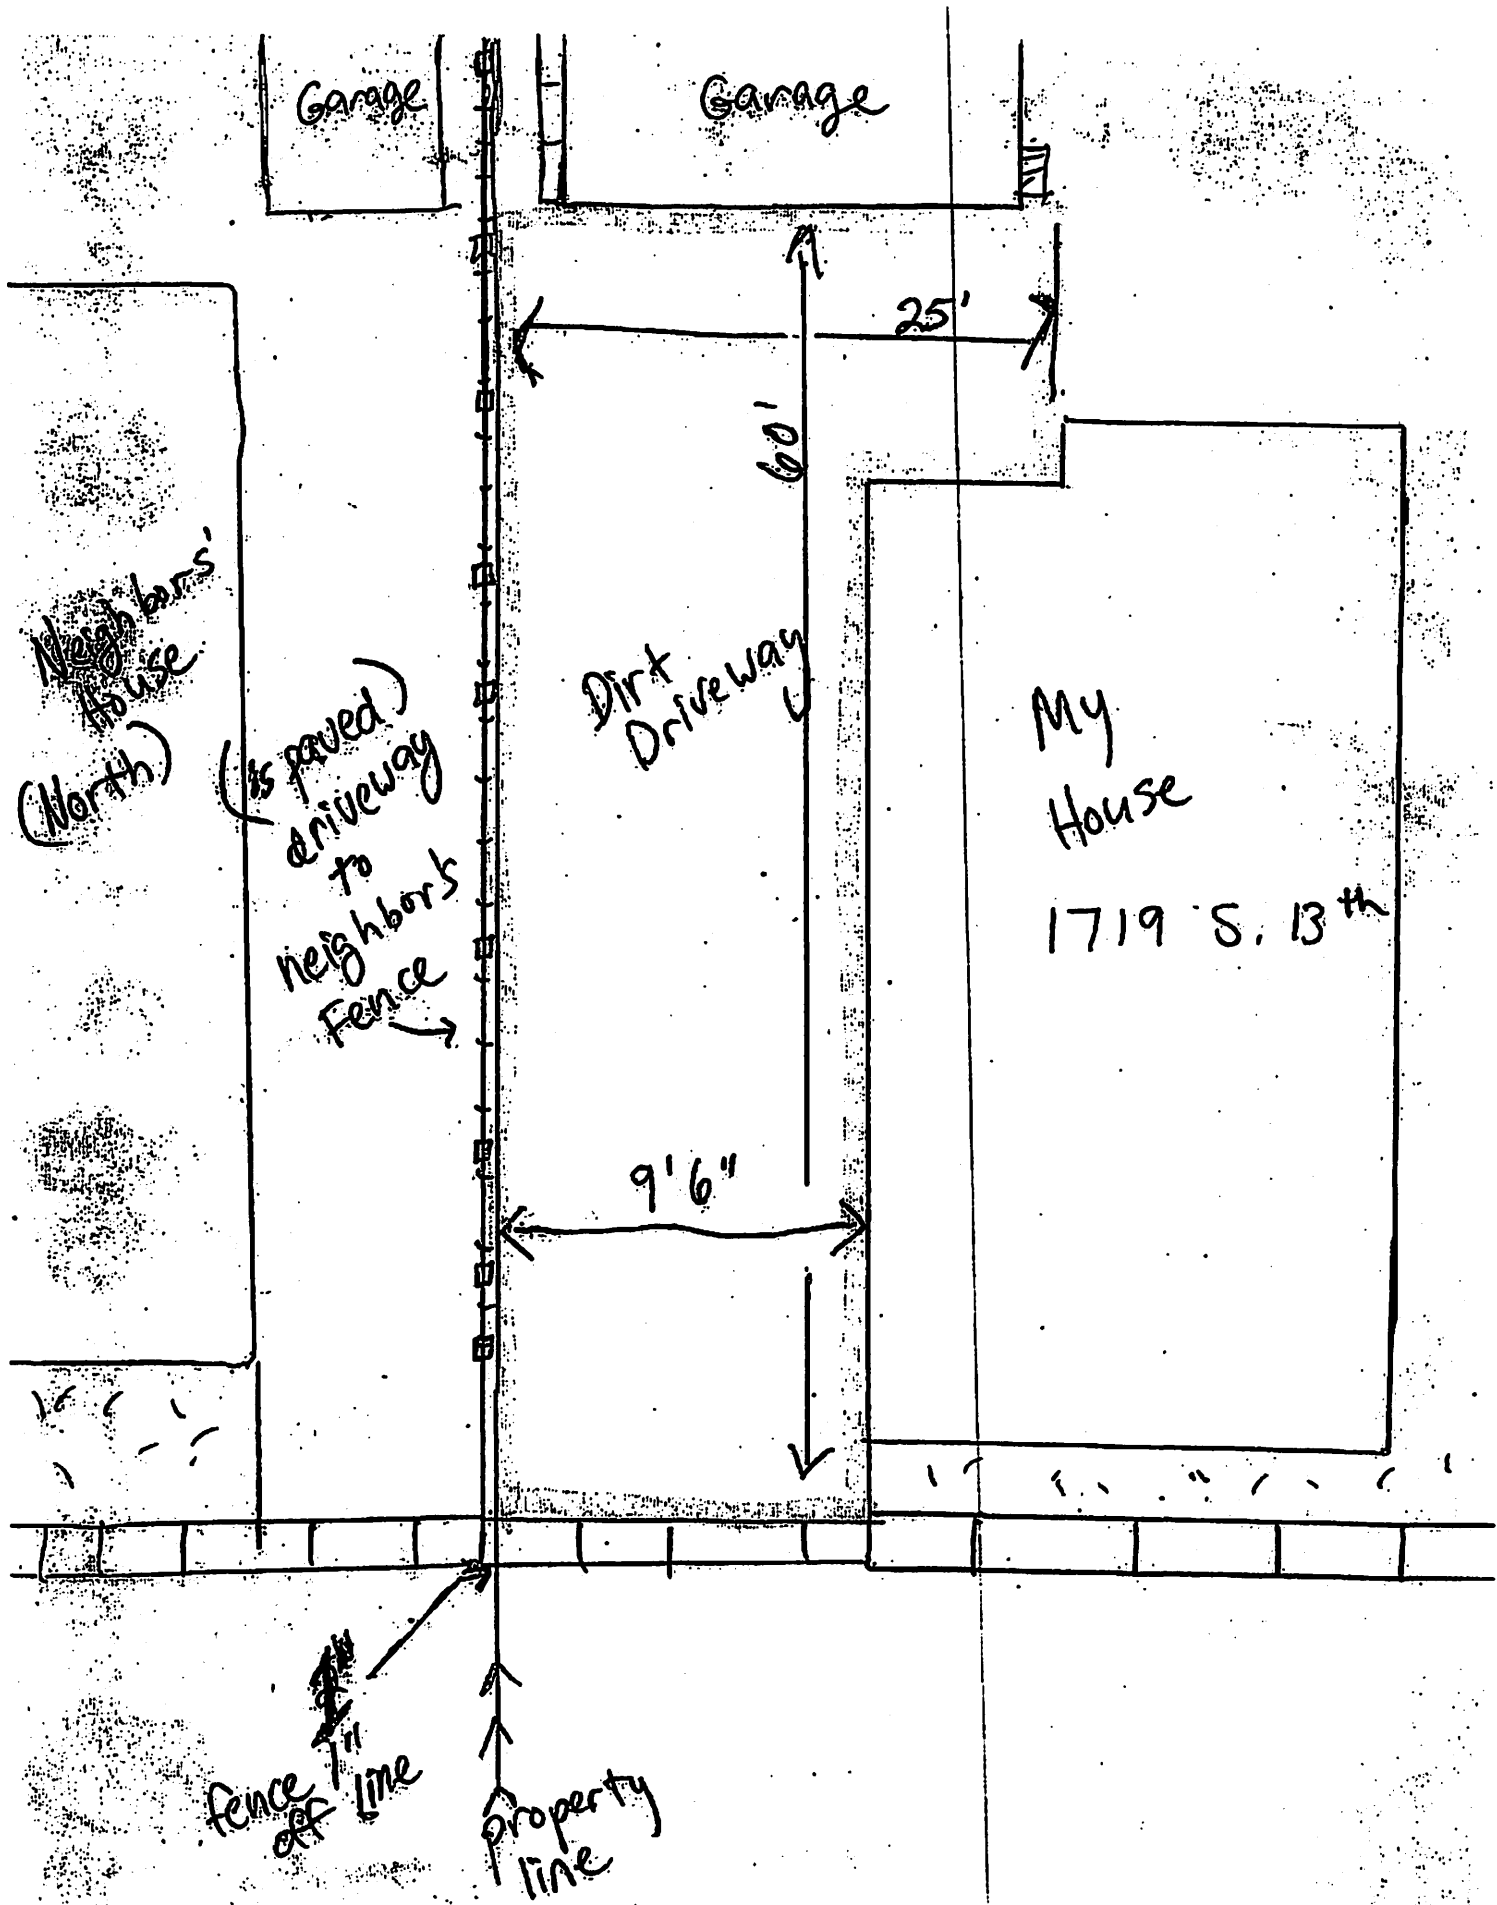 Garage
Garage
25'
60'
Neighbors'
House
(North)
(is paved)
driveway
to
neighbor's
Fence
Dirt
Driveway
My
House
1719 S. 13th
9'6"
1"
fence
off line
property
line